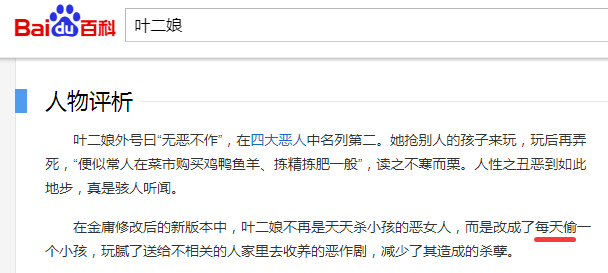 Bai du 百科
叶二娘
人物评析
叶二娘外号曰“无恶不作”，在四大恶人中名列第二。她抢别人的孩子来玩，玩后再弄
死，“便似常人在菜市购买鸡鸭鱼羊、拣精拣肥一般”，读之不寒而栗。人性之丑恶到如此
地步，真是骇人听闻。
在金庸修改后的新版本中，叶二娘不再是天天杀小孩的恶女人，而是改成了每天偷一
个小孩，玩腻了送给不相关的人家里去收养的恶作剧，减少了其造成的杀孽。